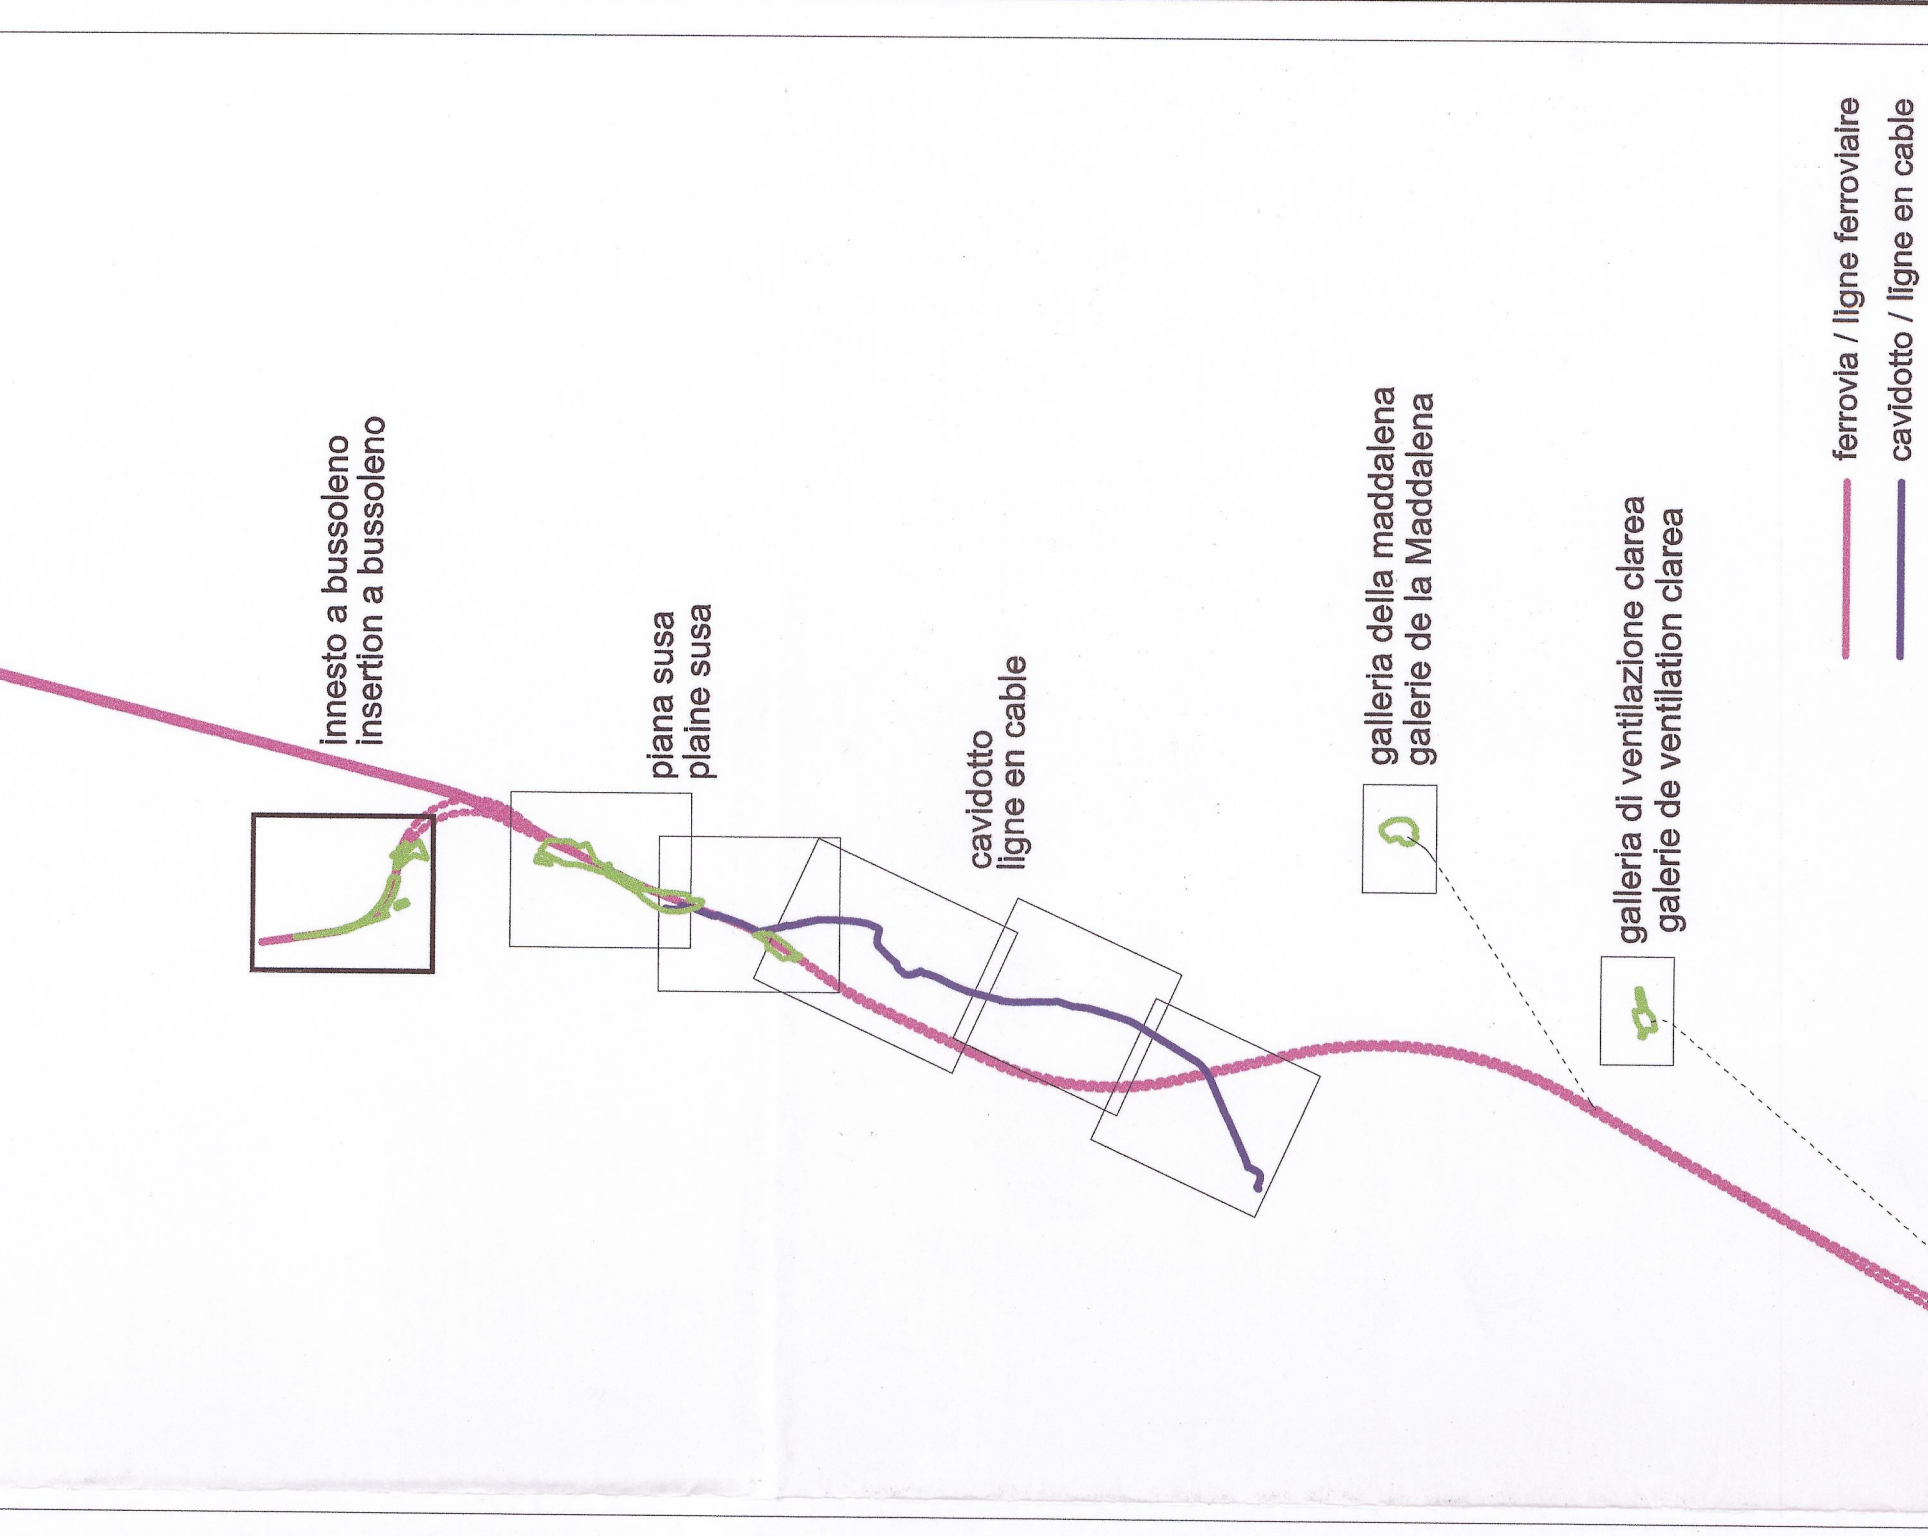 innesto a bussoleno
insertion a bussoleno
piana susa
plaine susa
cavidotto
ligne en cable
galleria della maddalena
galerie de la Maddalena
galleria di ventilazione clarea
galerie de ventilation clarea
ferrovia / ligne ferroviaire
cavidotto / ligne en cable